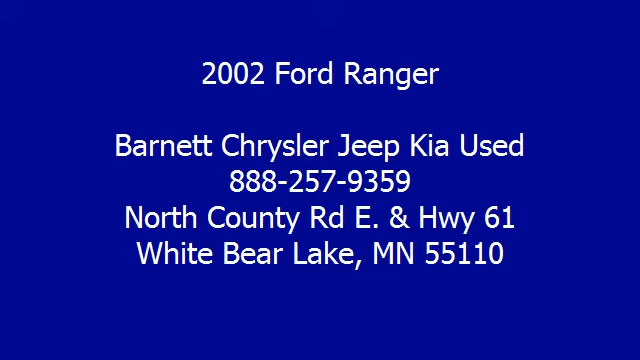 2002 Ford Ranger
Barnett Chrysler Jeep Kia Used
888-257-9359
North County Rd E. & Hwy 61
White Bear Lake, MN 55110